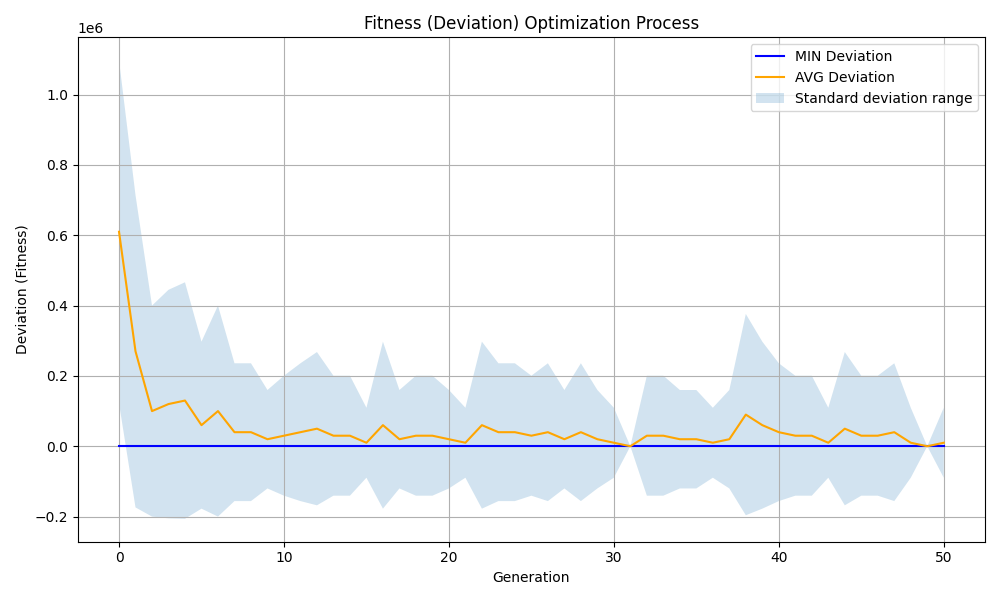 Fitness (Deviation) Optimization Process
1e6
MIN Deviation
AVG Deviation
Standard deviation range
Deviation (Fitness)
1.0
0.8
0.6
0.4
0.2
0.0
−0.2
0 10 20 30 40 50
Generation